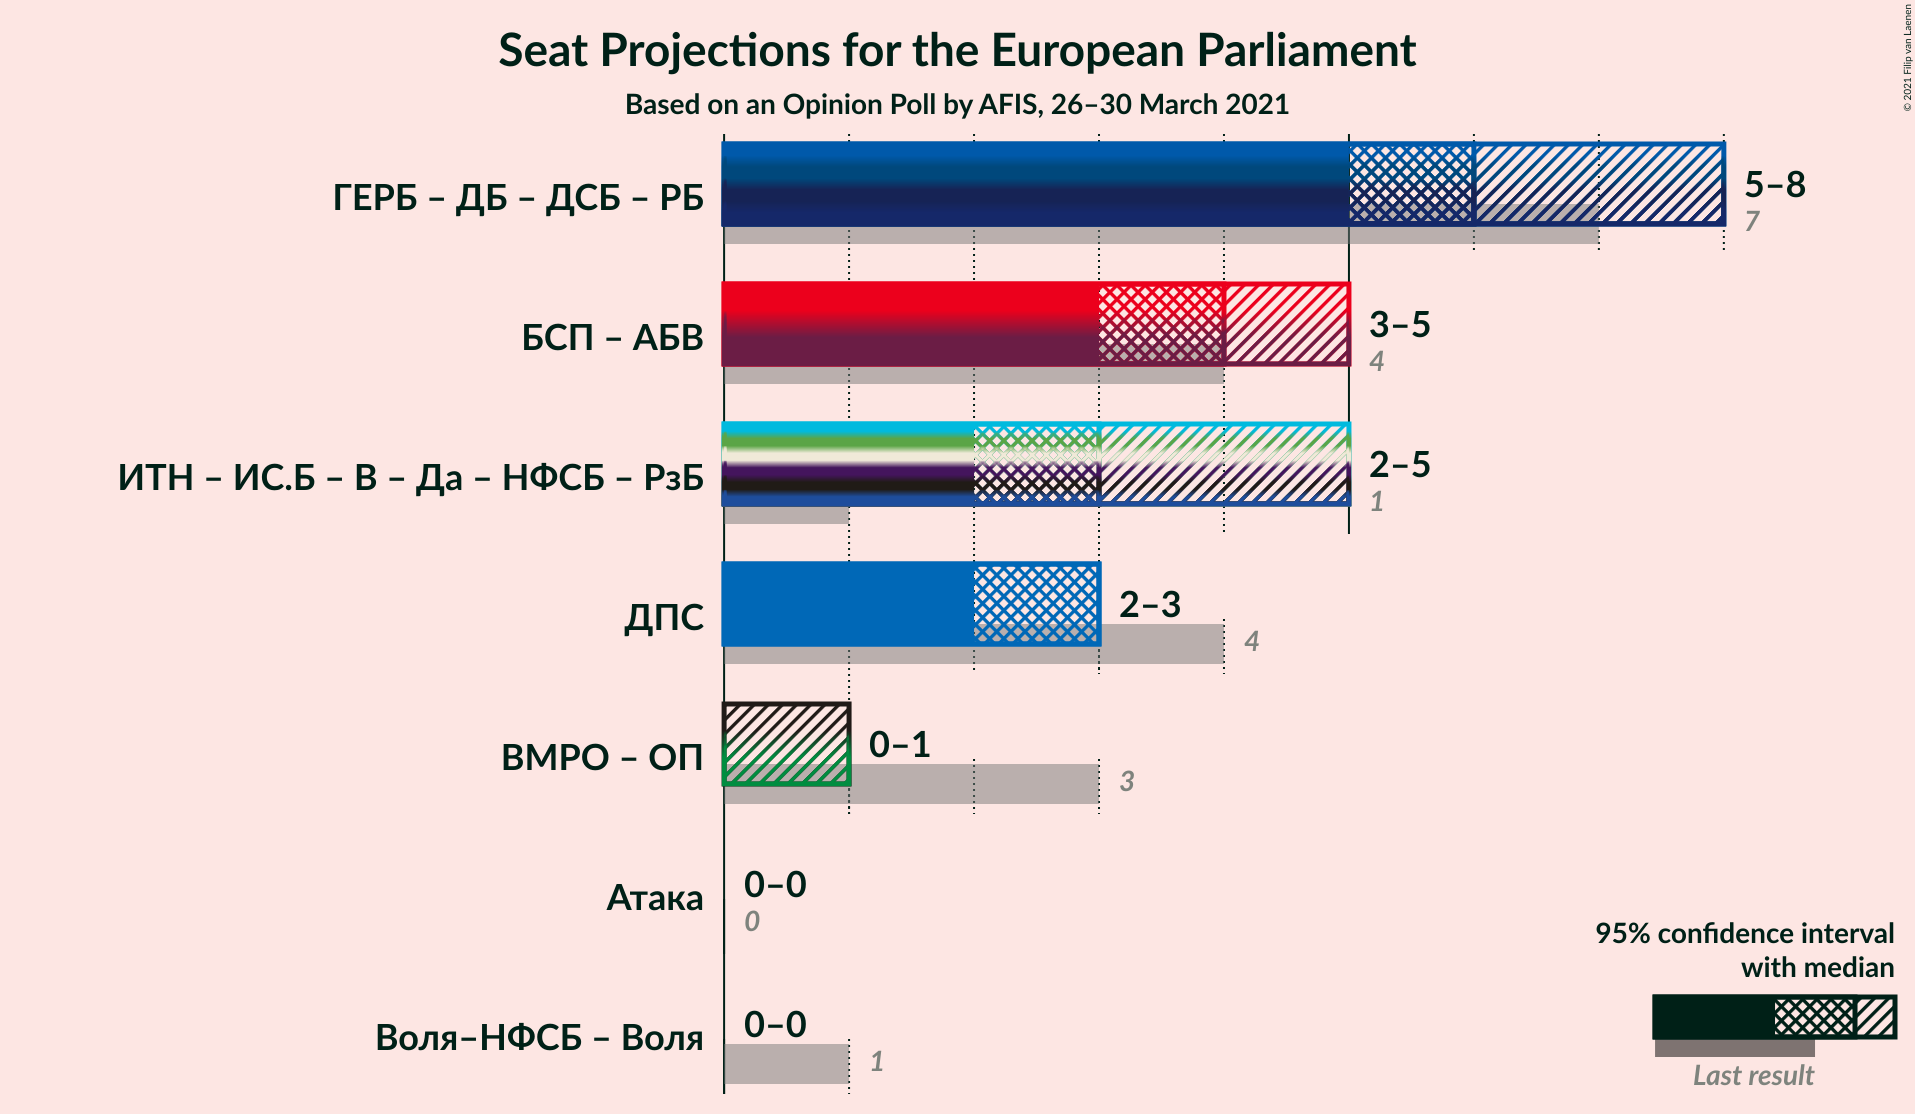 Seat Projections for the European Parliament
Based on an Opinion Poll by AFIS, 26–30 March 2021
© 2021 Filip van Laenen
ГЕРБ – ДБ – ДСБ – РБ
5–8
7
БСП – АБВ
3–5
4
ИТН – ИС.Б – В – Да – НФСБ – РзБ
2–5
1
ДПС
2–3
4
ВМРО – ОП
0–1
3
Атака
0–0
0
Воля–НФСБ – Воля
0–0
1
95% confidence interval
with median
Last result